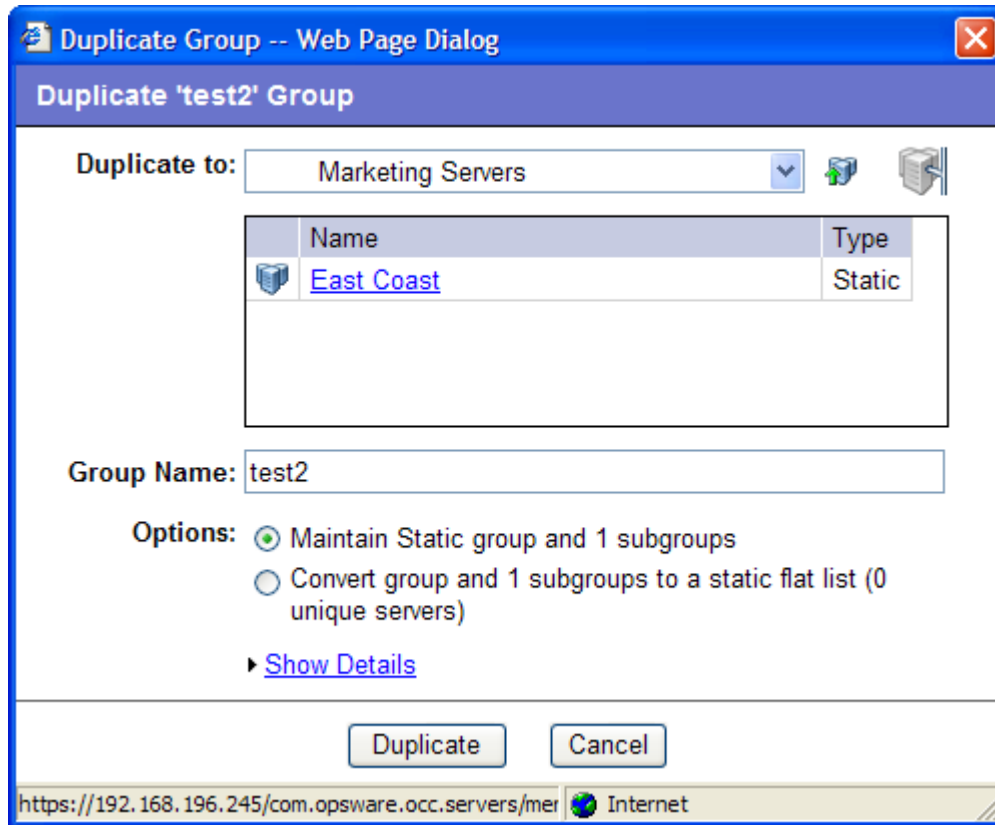 Duplicate Group -- Web Page Dialog
Duplicate 'test2' Group
Duplicate to: Marketing Servers
Name Type
East Coast Static
Group Name: test2
Options: Maintain Static group and 1 subgroups
Convert group and 1 subgroups to a static flat list (0
unique servers)
Show Details
Duplicate Cancel
https://192.168.196.245/com.opsware.occ.servers/mer Internet